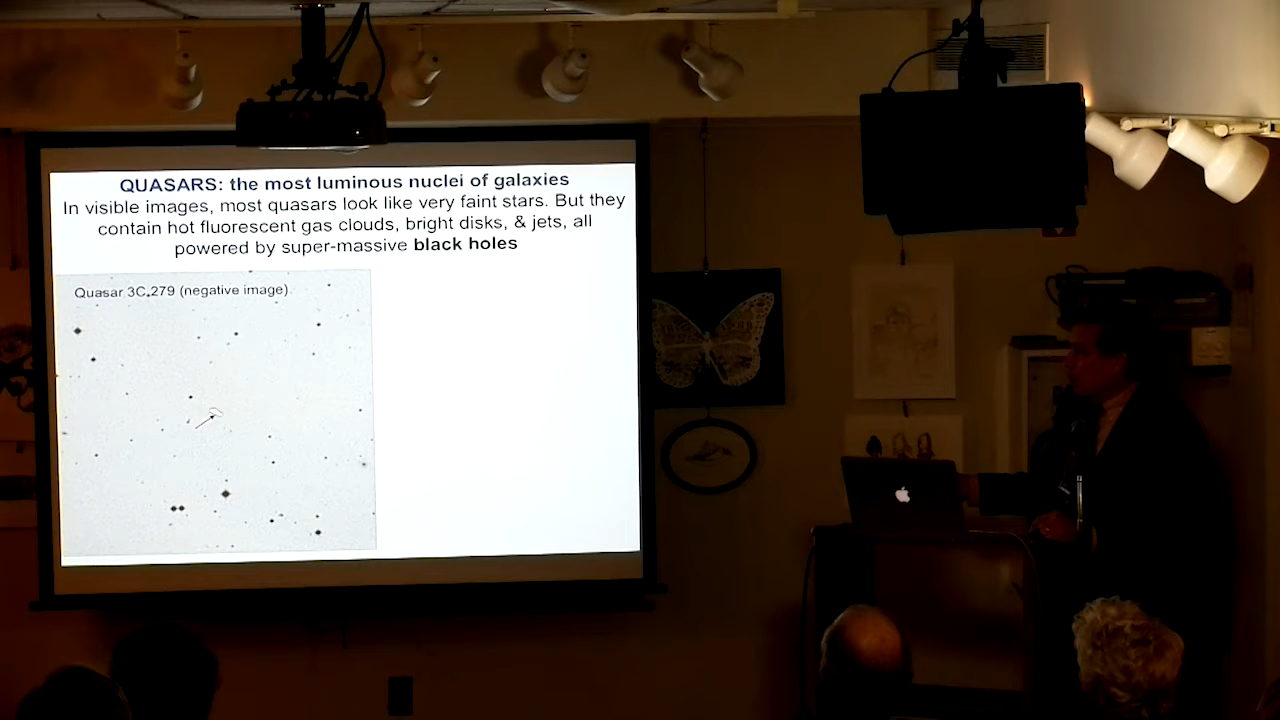 QUASARS: the most luminous nuclei of galaxies
In visible images, most quasars look like very faint stars. But they
contain hot fluorescent gas clouds, bright disks, & jets, all
powered by super-massive black holes
Quasar 3C 279 (negative image)